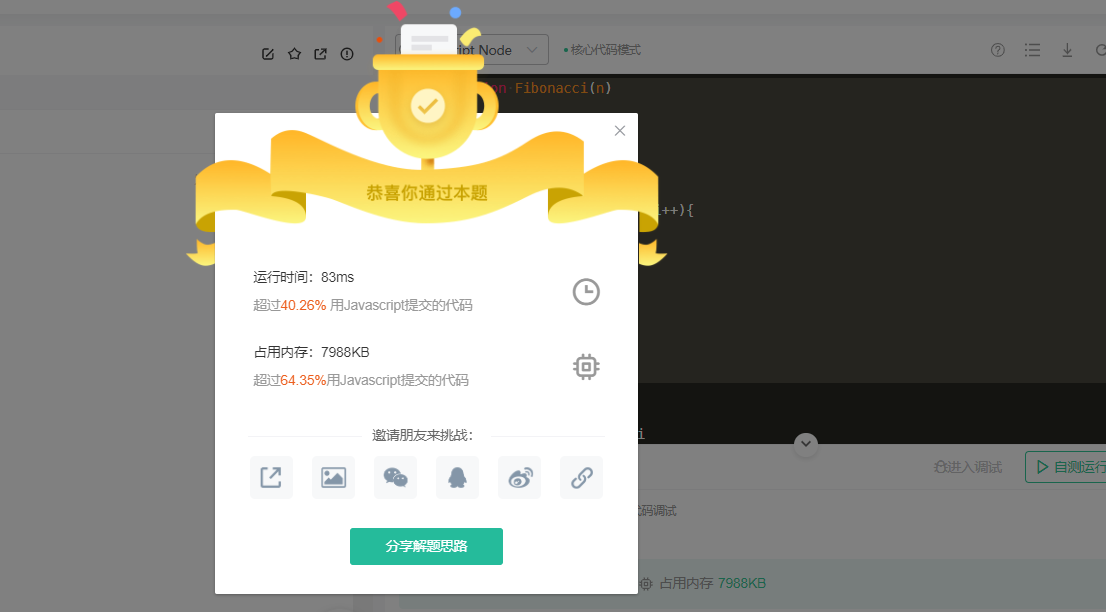 ipt Node
核心代码模式
on Fibonacci(n)
恭喜你通过本题
i++){
运行时间：83ms
超过40.26% 用Javascript提交的代码
占用内存：7988KB
超过64.35%用Javascript提交的代码
i
邀请朋友来挑战：
进入调试
自测运行
代码调试
分享解题思路
占用内存 7988KB